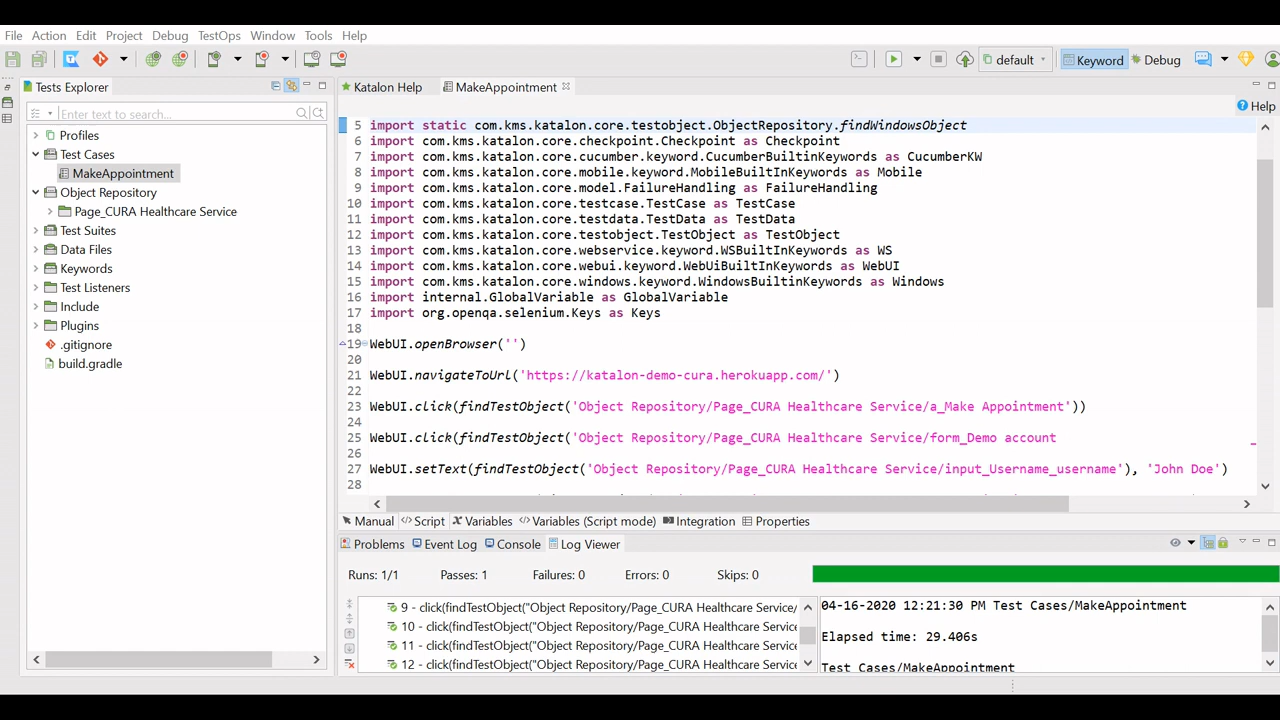 File Action Edit Project Debug TestOps Window Tools Help
default Keyword Debug
Tests Explorer
Enter text to search...
Profiles
Test Cases
MakeAppointment
Object Repository
Page_CURA Healthcare Service
Test Suites
Data Files
Keywords
Test Listeners
Include
Plugins
.gitignore
build.gradle
Katalon Help MakeAppointment
Help
5 import static com.kms.katalon.core.testobject.ObjectRepository.findWindowsObject
6 import com.kms.katalon.core.checkpoint.Checkpoint as Checkpoint
7 import com.kms.katalon.core.cucumber.keyword.CucumberBuiltinKeywords as CucumberKW
8 import com.kms.katalon.core.mobile.keyword.MobileBuiltInKeywords as Mobile
9 import com.kms.katalon.core.model.FailureHandling as FailureHandling
10 import com.kms.katalon.core.testcase.TestCase as TestCase
11 import com.kms.katalon.core.testdata.TestData as TestData
12 import com.kms.katalon.core.testobject.TestObject as TestObject
13 import com.kms.katalon.core.webservice.keyword.WSBuiltInKeywords as WS
14 import com.kms.katalon.core.webui.keyword.WebUiBuiltInKeywords as WebUI
15 import com.kms.katalon.core.windows.keyword.WindowsBuiltinKeywords as Windows
16 import internal.GlobalVariable as GlobalVariable
17 import org.openqa.selenium.Keys as Keys
18
19 WebUI.openBrowser('')
20
21 WebUI.navigateToUrl('https://katalon-demo-cura.herokuapp.com/')
22
23 WebUI.click(findTestObject('Object Repository/Page_CURA Healthcare Service/a_Make Appointment'))
24
25 WebUI.click(findTestObject('Object Repository/Page_CURA Healthcare Service/form_Demo account _
26
27 WebUI.setText(findTestObject('Object Repository/Page_CURA Healthcare Service/input_Username_username'), 'John Doe')
28
Manual Script Variables Variables (Script mode) Integration Properties
Problems Event Log Console Log Viewer
Runs: 1/1 Passes: 1 Failures: 0 Errors: 0 Skips: 0
9 - click(findTestObject("Object Repository/Page_CURA Healthcare Service/
10 - click(findTestObject("Object Repository/Page_CURA Healthcare Service
11 - click(findTestObject("Object Repository/Page_CURA Healthcare Service
12 - click(findTestObject("Object Repository/Page_CURA Healthcare Service
04-16-2020 12:21:30 PM Test Cases/MakeAppointment
Elapsed time: 29.406s
Test Cases/MakeAppointment